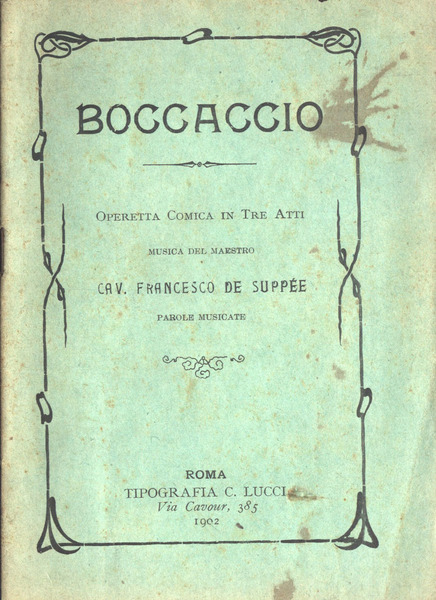 BOCCACCIO
OPERETTA COMICA IN TRE ATTI
MUSICA DEL MAESTRO
CAV. FRANCESCO DE SUPPÉE
PAROLE MUSICATE
ROMA
TIPOGRAFIA C. LUCCI
Via Cavour, 385
1902